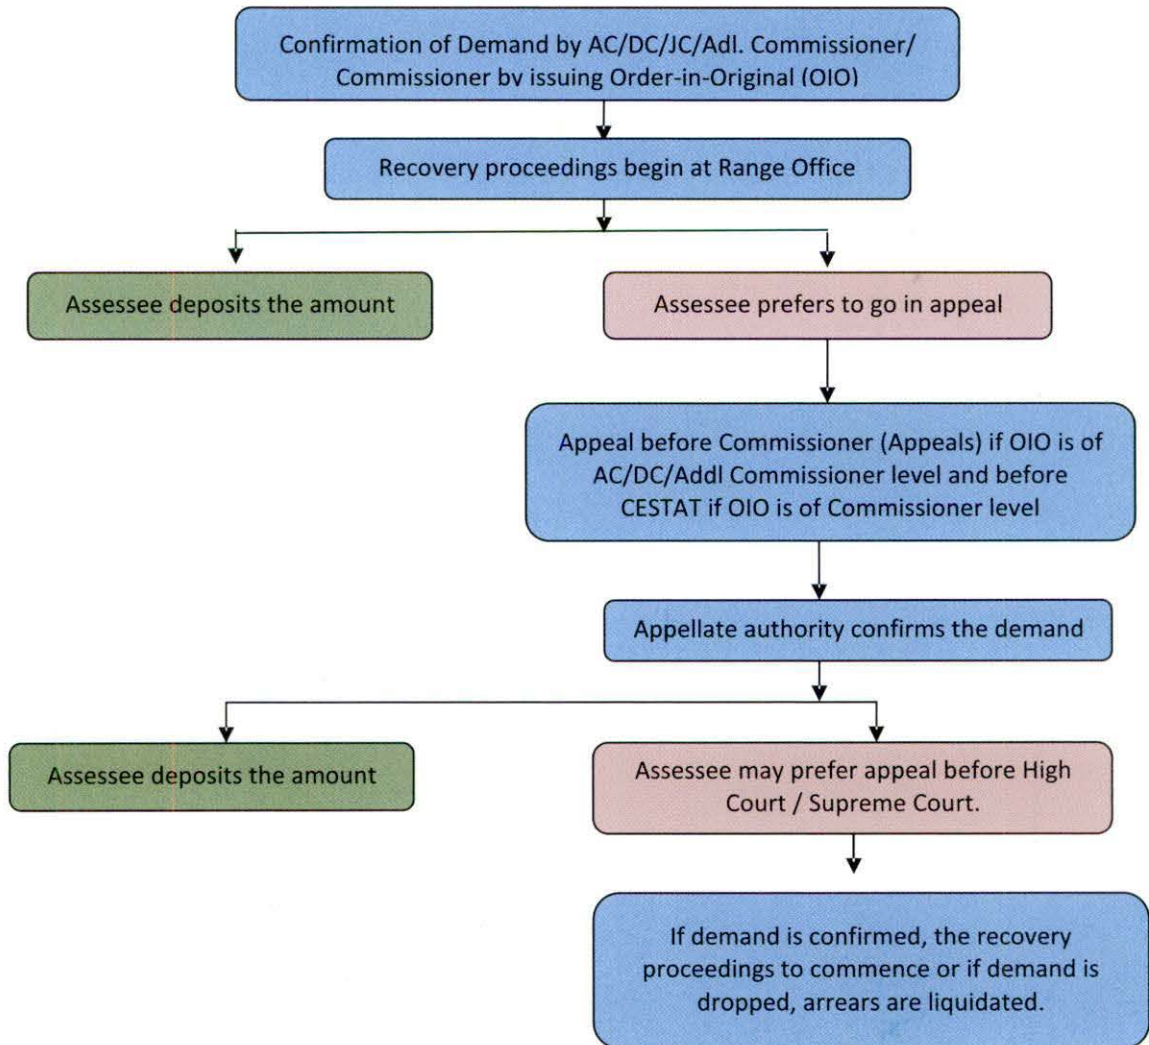 Confirmation of Demand by AC/DC/JC/Adl. Commissioner/
Commissioner by issuing Order-in-Original (OIO)
Recovery proceedings begin at Range Office
Assessee deposits the amount
Assessee prefers to go in appeal
Appeal before Commissioner (Appeals) if OIO is of
AC/DC/Addl Commissioner level and before
CESTAT if OIO is of Commissioner level
Appellate authority confirms the demand
Assessee deposits the amount
Assessee may prefer appeal before High
Court / Supreme Court.
If demand is confirmed, the recovery
proceedings to commence or if demand is
dropped, arrears are liquidated.